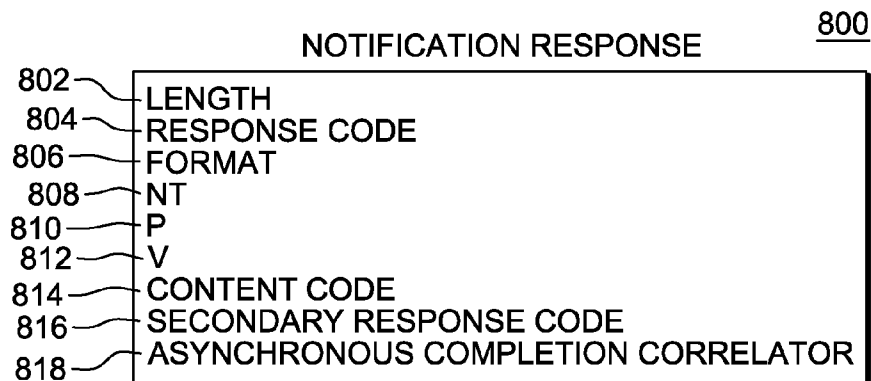 800
NOTIFICATION RESPONSE
802 LENGTH
804 RESPONSE CODE
806 FORMAT
808 NT
810 P
812 V
814 CONTENT CODE
816 SECONDARY RESPONSE CODE
818 ASYNCHRONOUS COMPLETION CORRELATOR